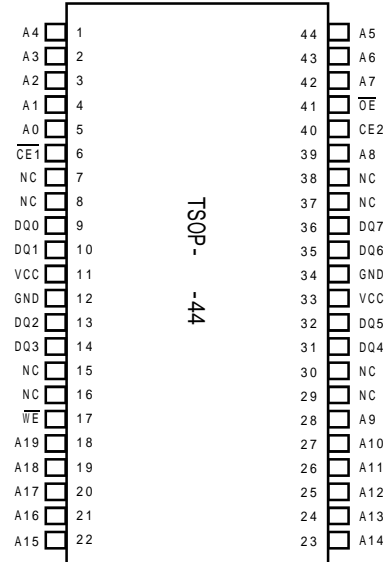 A4 1 44 A5
A3 2 43 A6
A2 3 42 A7
A1 4 41 OE
A0 5 40 CE2
CE1 6 39 A8
NC 7 38 NC
NC 8 37 NC
DQ0 9 36 DQ7
DQ1 10 35 DQ6
VCC 11 34 GND
GND 12 33 VCC
DQ2 13 32 DQ5
DQ3 14 31 DQ4
NC 15 30 NC
NC 16 29 NC
WE 17 28 A9
A19 18 27 A10
A18 19 26 A11
A17 20 25 A12
A16 21 24 A13
A15 22 23 A14
TSOP- -44